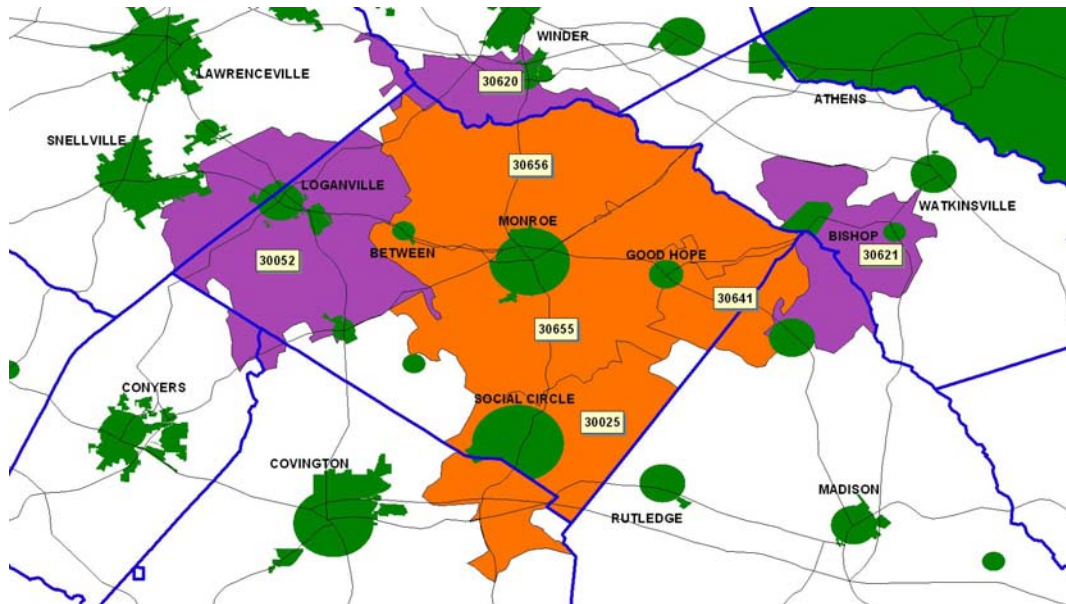 WINDER
LAWRENCEVILLE
30620
ATHENS
SNELLVILLE
30656
LOGANVILLE
WATKINSVILLE
MONROE
BISHOP
BETWEEN
GOOD HOPE
30621
30052
30641
30655
CONYERS
SOCIAL CIRCLE
30025
COVINGTON
MADISON
RUTLEDGE